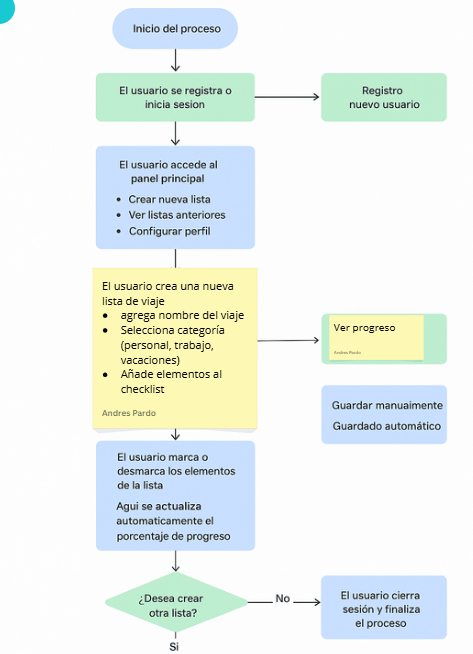 Inicio del proceso
El usuario se registra o
inicia sesion
Registro
nuevo usuario
El usuario accede al
panel principal
• Crear nueva lista
• Ver listas anteriores
• Configurar perfil
El usuario crea una nueva
lista de viaje
● agrega nombre del viaje
● Selecciona categoría
(personal, trabajo,
vacaciones)
● Añade elementos al
checklist
Andres Pardo
Ver progreso
Andres Pardo
Guardar manuaimente
Guardado automático
El usuario marca o
desmarca los elementos
de la lista
Agui se actualiza
automaticamente el
porcentaje de progreso
¿Desea crear
otra lista?
No
El usuario cierra
sesión y finaliza
el proceso
Si